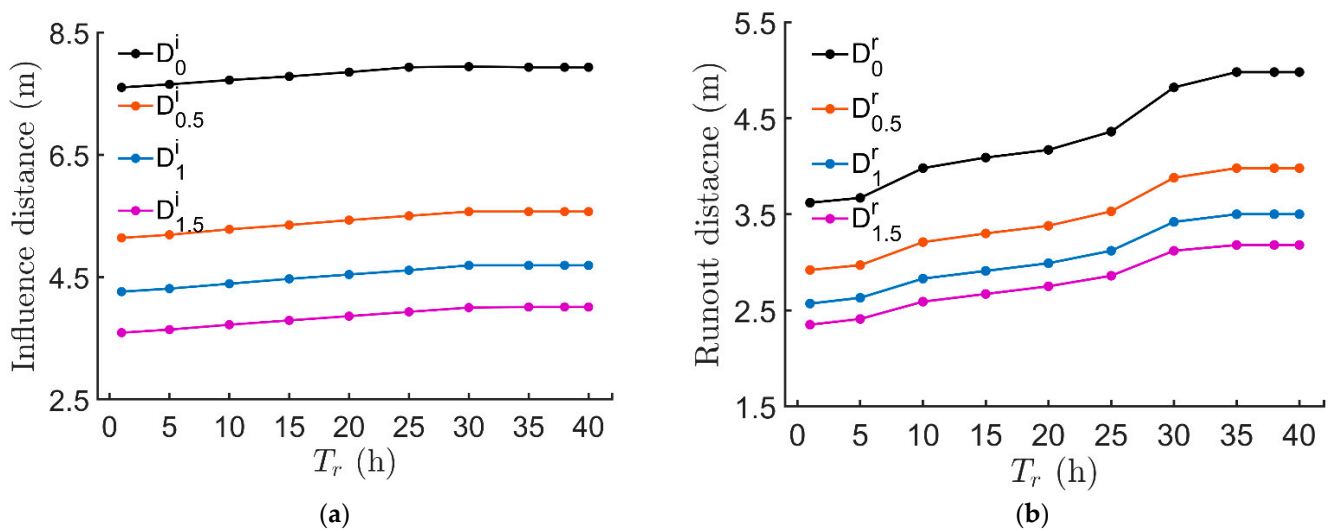 8.5
6.5
4.5
2.5
Influence distance (m)
D₀ⁱ
D₀.₅ⁱ
D₁ⁱ
D₁.₅ⁱ
0 5 10 15 20 25 30 35 40
Tᵣ (h)
(a)
5.5
4.5
3.5
2.5
1.5
Runout distacne (m)
D₀ʳ
D₀.₅ʳ
D₁ʳ
D₁.₅ʳ
0 5 10 15 20 25 30 35 40
Tᵣ (h)
(b)